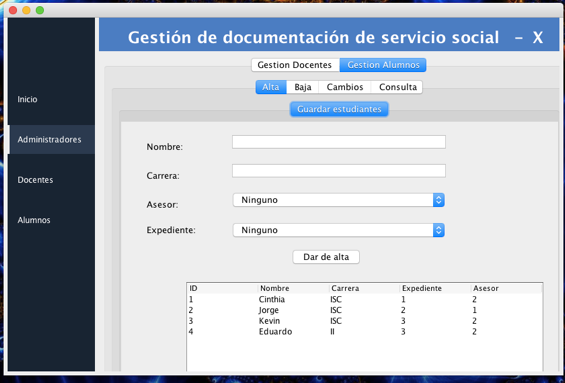 Gestión de documentación de servicio social - X
Gestion Docentes Gestion Alumnos
Alta Baja Cambios Consulta
Guardar estudiantes
Inicio
Administradores
Docentes
Alumnos
Nombre:
Carrera:
Asesor: Ninguno
Expediente: Ninguno
Dar de alta
ID Nombre Carrera Expediente Asesor
1 Cinthia ISC 1 2
2 Jorge ISC 2 1
3 Kevin ISC 3 2
4 Eduardo II 3 2